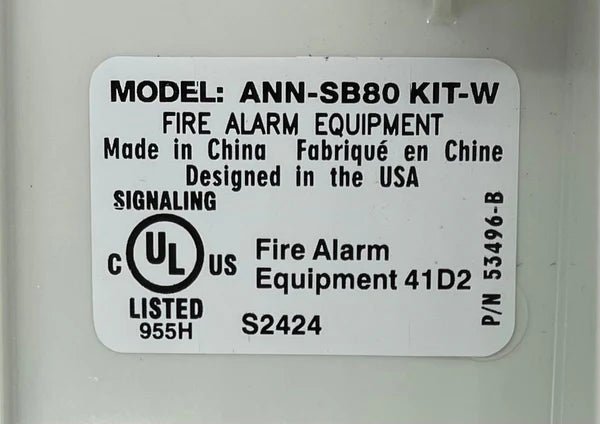 MODEL: ANN-SB80 KIT-W
FIRE ALARM EQUIPMENT
Made in China Fabriqué en Chine
Designed in the USA
SIGNALING
C UL US
LISTED
955H
Fire Alarm
Equipment 41D2
S2424
P/N 53496-B